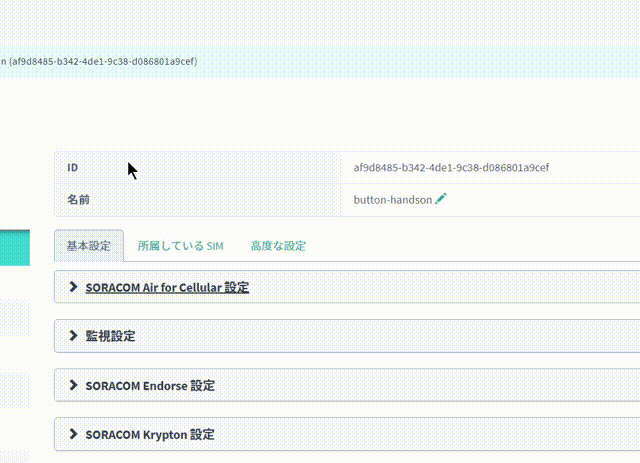 n (af9d8485-b342-4de1-9c38-d086801a9cef)
ID af9d8485-b342-4de1-9c38-d086801a9cef
名前 button-handson
基本設定 所属している SIM 高度な設定
SORACOM Air for Cellular 設定
監視設定
SORACOM Endorse 設定
SORACOM Krypton 設定